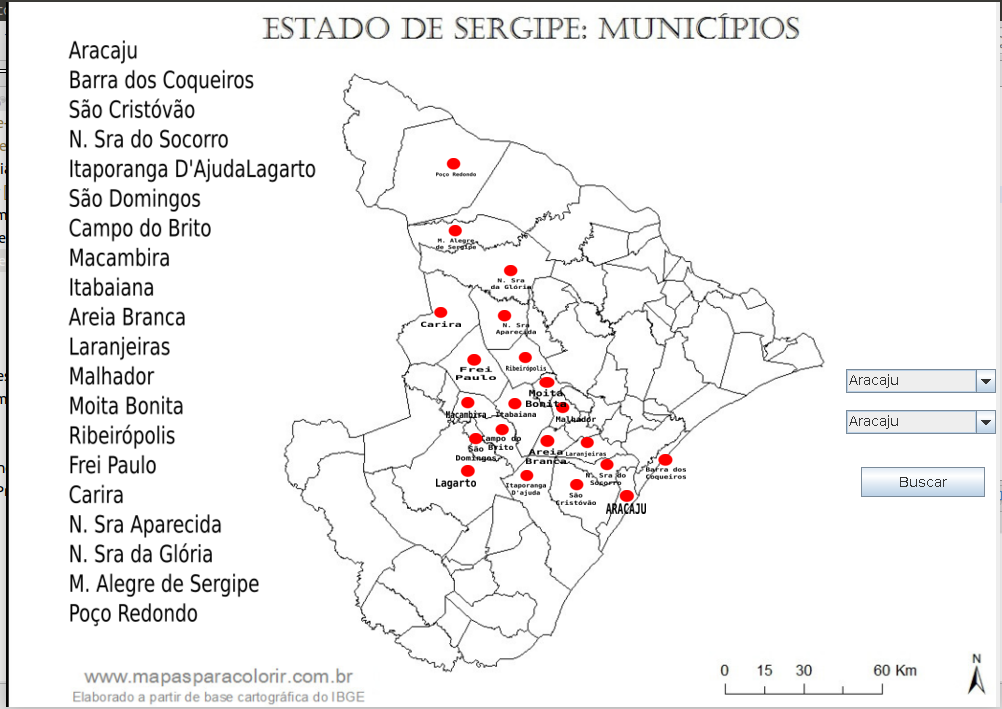 ESTADO DE SERGIPE: MUNICÍPIOS
Aracaju
Barra dos Coqueiros
São Cristóvão
N. Sra do Socorro
Itaporanga D'AjudaLagarto
São Domingos
Campo do Brito
Macambira
Itabaiana
Areia Branca
Laranjeiras
Malhador
Moita Bonita
Ribeirópolis
Frei Paulo
Carira
N. Sra Aparecida
N. Sra da Glória
M. Alegre de Sergipe
Poço Redondo
Poço Redondo
M. Alegre
de Sergipe
N. Sra
da Glória
Carira
N. Sra
Aparecida
Frei
Paulo
Ribeirópolis
Moita
Bonita
Macambira
Itabaiana
Malhador
São
Domingos
Campo do
Brito
Areia
Branca
Laranjeiras
Lagarto
Itaporanga
D'ajuda
São
Cristóvão
N. Sra do
Socorro
Barra dos
Coqueiros
ARACAJU
Aracaju
Aracaju
Buscar
www.mapasparacolorir.com.br
Elaborado a partir de base cartográfica do IBGE
0 15 30 60 Km
N